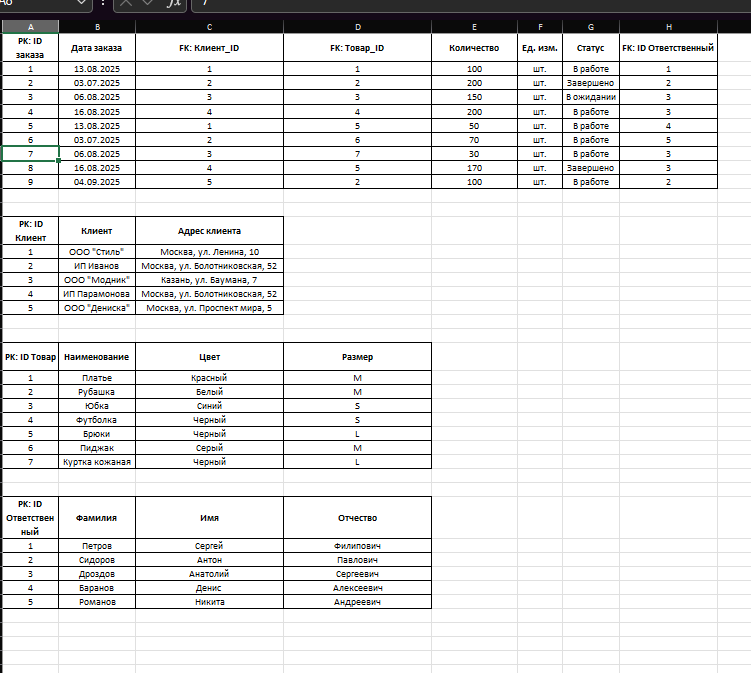 A B C D E F G H
PK: ID заказа Дата заказа FK: Клиент_ID FK: Товар_ID Количество Ед. изм. Статус FK: ID Ответственный
1 13.08.2025 1 1 100 шт. В работе 1
2 03.07.2025 2 2 200 шт. Завершено 2
3 06.08.2025 3 3 150 шт. В ожидании 3
4 16.08.2025 4 4 200 шт. В работе 3
5 13.08.2025 1 5 50 шт. В работе 4
6 03.07.2025 2 6 70 шт. В работе 5
7 06.08.2025 3 7 30 шт. В работе 3
8 16.08.2025 4 5 170 шт. Завершено 3
9 04.09.2025 5 2 100 шт. В работе 2
PK: ID Клиент Клиент Адрес клиента
1 ООО "Стиль" Москва, ул. Ленина, 10
2 ИП Иванов Москва, ул. Болотниковская, 52
3 ООО "Модник" Казань, ул. Баумана, 7
4 ИП Парамонова Москва, ул. Болотниковская, 52
5 ООО "Дениска" Москва, ул. Проспект мира, 5
PK: ID Товар Наименование Цвет Размер
1 Платье Красный M
2 Рубашка Белый M
3 Юбка Синий S
4 Футболка Черный S
5 Брюки Черный L
6 Пиджак Серый M
7 Куртка кожаная Черный L
PK: ID Ответственный Фамилия Имя Отчество
1 Петров Сергей Филипович
2 Сидоров Антон Павлович
3 Дроздов Анатолий Сергеевич
4 Баранов Денис Алексеевич
5 Романов Никита Андреевич